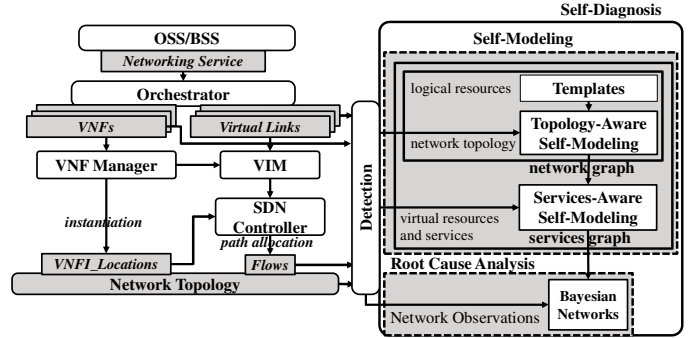 Self-Diagnosis
OSS/BSS
Networking Service
Orchestrator
VNFs
Virtual Links
VNF Manager
VIM
SDN
Controller
instantiation
path allocation
VNFI_Locations
Flows
Network Topology
Detection
Self-Modeling
logical resources
Templates
network topology
Topology-Aware
Self-Modeling
network graph
Services-Aware
Self-Modeling
virtual resources
and services
services graph
Root Cause Analysis
Network Observations
Bayesian
Networks